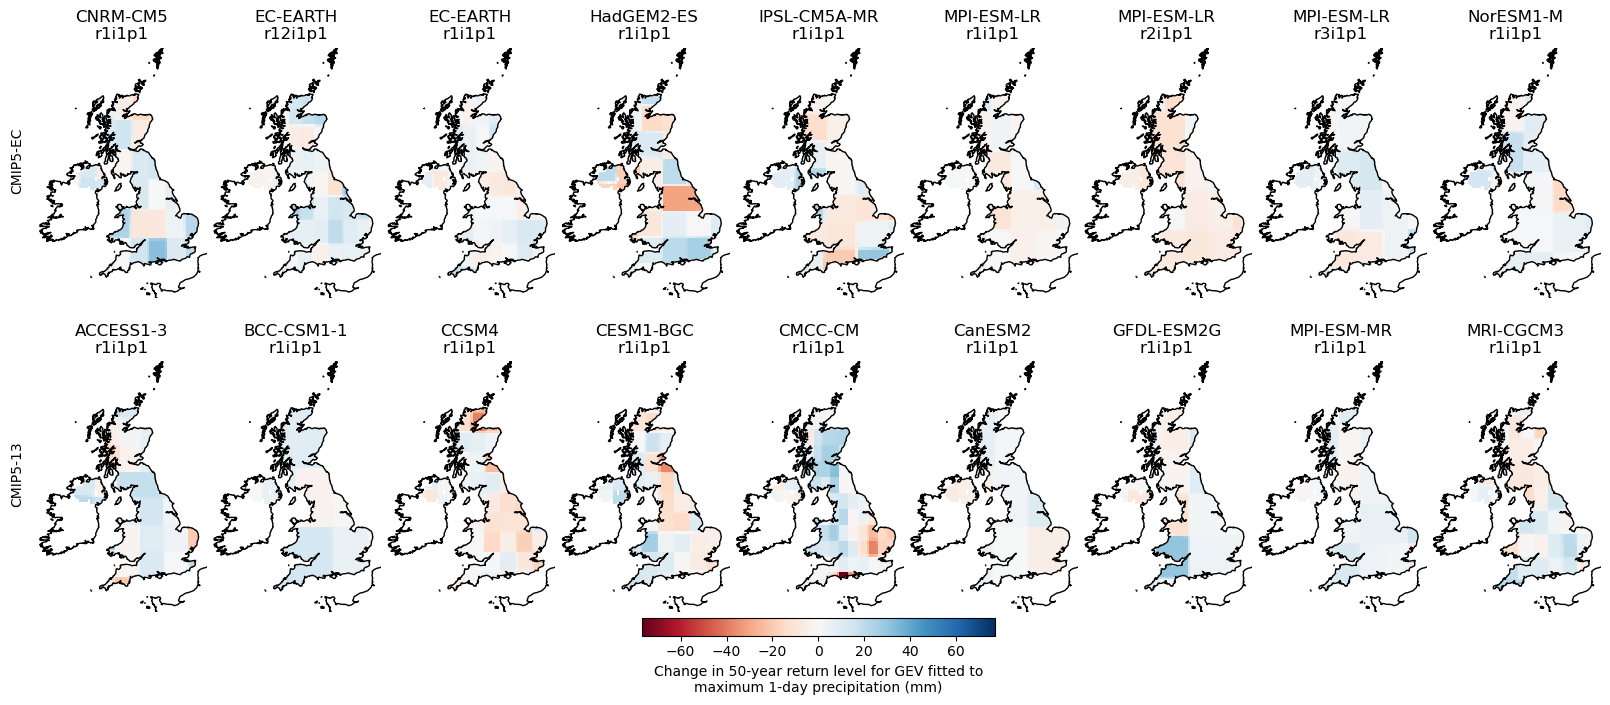 CNRM-CM5 EC-EARTH EC-EARTH HadGEM2-ES IPSL-CM5A-MR MPI-ESM-LR MPI-ESM-LR MPI-ESM-LR NorESM1-M
r1i1p1 r12i1p1 r1i1p1 r1i1p1 r1i1p1 r1i1p1 r2i1p1 r3i1p1 r1i1p1
CMIP5-EC
ACCESS1-3 BCC-CSM1-1 CCSM4 CESM1-BGC CMCC-CM CanESM2 GFDL-ESM2G MPI-ESM-MR MRI-CGCM3
r1i1p1 r1i1p1 r1i1p1 r1i1p1 r1i1p1 r1i1p1 r1i1p1 r1i1p1 r1i1p1
CMIP5-13
−60 −40 −20 0 20 40 60
Change in 50-year return level for GEV fitted to
maximum 1-day precipitation (mm)